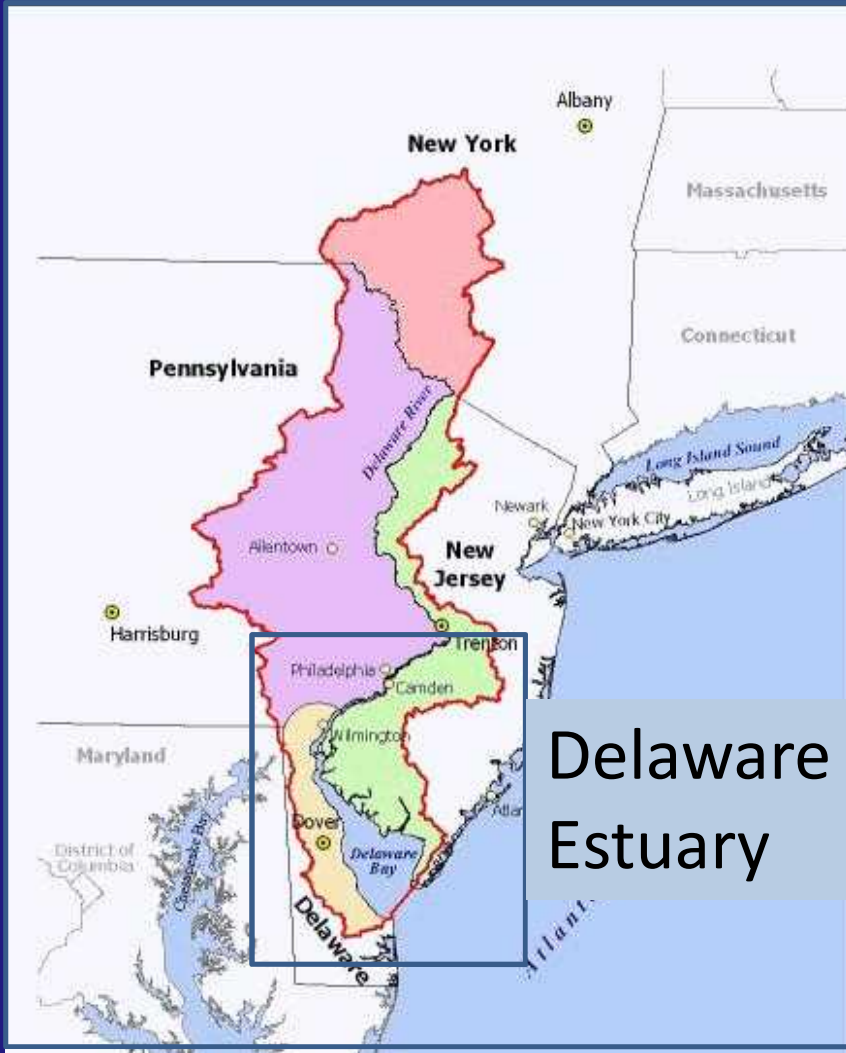 Albany
New York
Massachusetts
Connecticut
Pennsylvania
Delaware River
Long Island Sound
Long Island
Newark
New York City
Allentown
New
Jersey
Harrisburg
Trenton
Philadelphia
Camden
Wilmington
Maryland
Delaware
Estuary
Dover
District of
Columbia
Chesapeake Bay
Delaware
Bay
Delaware